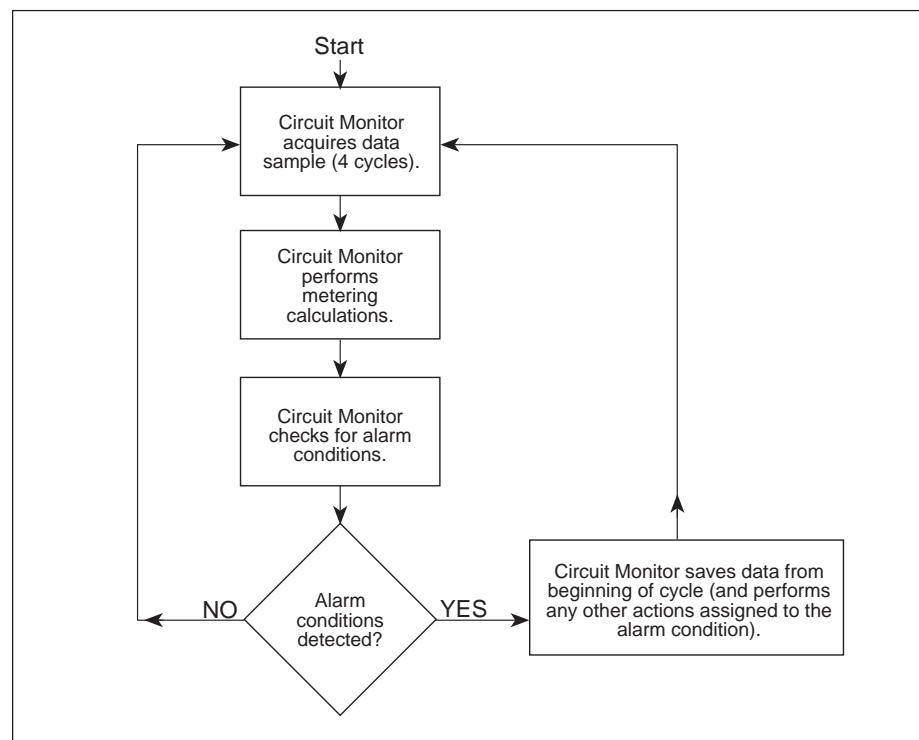 Start
Circuit Monitor
acquires data
sample (4 cycles).
Circuit Monitor
performs
metering
calculations.
Circuit Monitor
checks for alarm
conditions.
Alarm
conditions
detected?
NO
YES
Circuit Monitor saves data from
beginning of cycle (and performs
any other actions assigned to the
alarm condition).